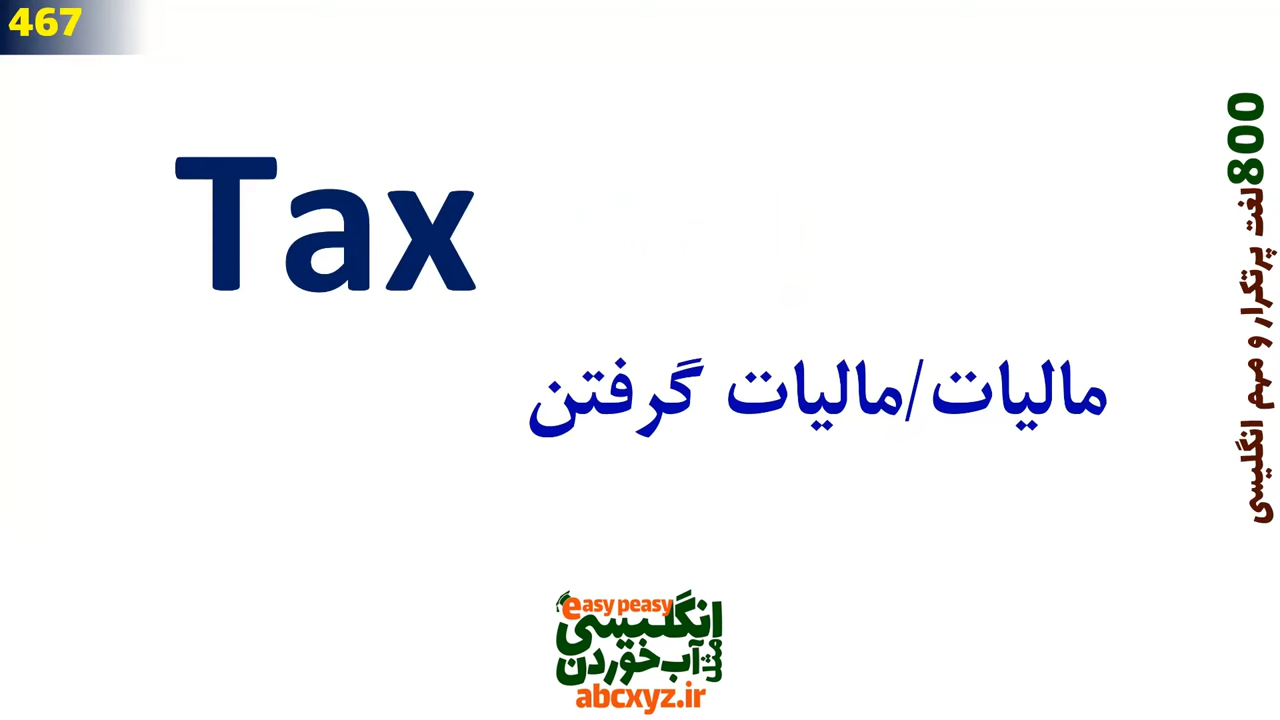 467
Tax
مالیات/مالیات گرفتن
800 لغت پرتکرار و مهم انگلیسی
easy peasy
انگلیسی
مثل آب خوردن
abcxyz.ir